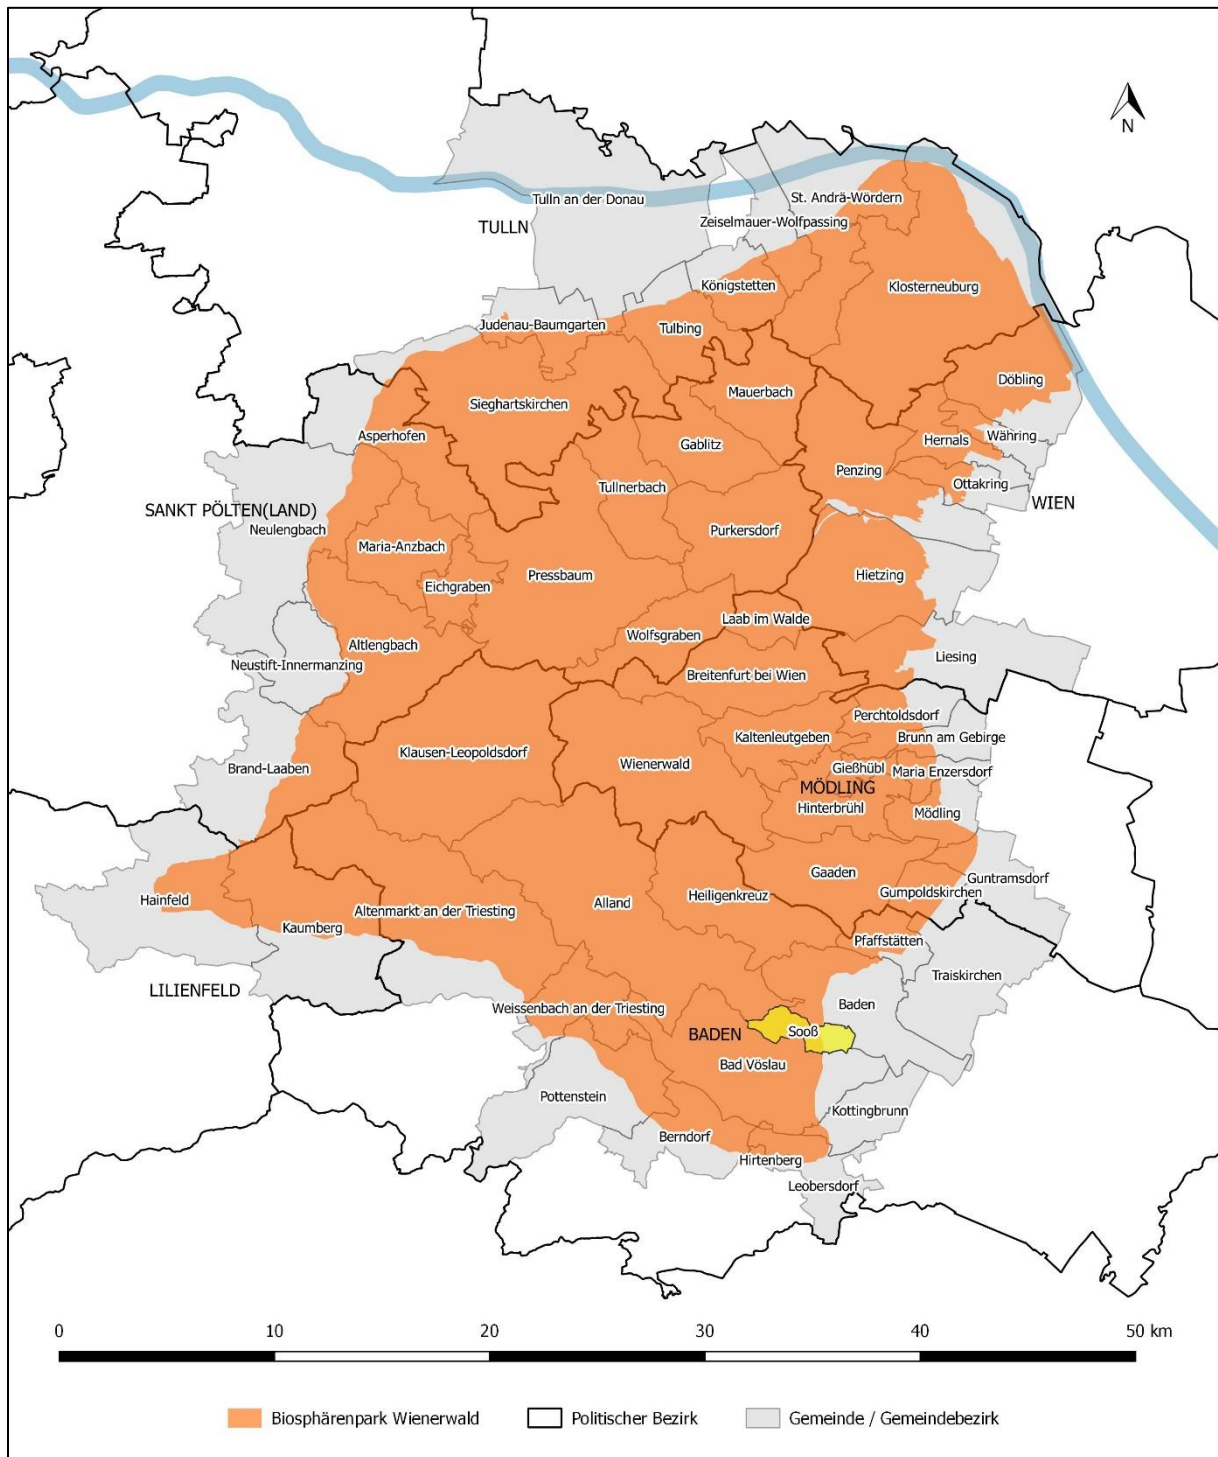 N
Tulln an der Donau
St. Andrä-Wördern
TULLN
Zeiselmauer-Wolfpassing
Königstetten
Klosterneuburg
Judenau-Baumgarten
Tulbing
Döbling
Mauerbach
Sieghartskirchen
Asperhofen
Gablitz
Hernals
Währing
Penzing
Tullnerbach
Ottakring
SANKT PÖLTEN(LAND)
WIEN
Neulengbach
Purkersdorf
Maria-Anzbach
Pressbaum
Hietzing
Eichgraben
Laab im Walde
Wolfsgraben
Altlengbach
Liesing
Neustift-Innermanzing
Breitenfurt bei Wien
Perchtoldsdorf
Kaltenleutgeben
Brunn am Gebirge
Klausen-Leopoldsdorf
Wienerwald
Brand-Laaben
Gießhübl
Maria Enzersdorf
MÖDLING
Hinterbrühl
Mödling
Gaaden
Guntramsdorf
Gumpoldskirchen
Heiligenkreuz
Hainfeld
Alland
Altenmarkt an der Triesting
Kaumberg
Pfaffstätten
Traiskirchen
LILIENFELD
Weissenbach an der Triesting
Baden
BADEN
Sooß
Bad Vöslau
Pottenstein
Kottingbrunn
Berndorf
Hirtenberg
Leobersdorf
0 10 20 30 40 50 km
Biosphärenpark Wienerwald Politischer Bezirk Gemeinde / Gemeindebezirk